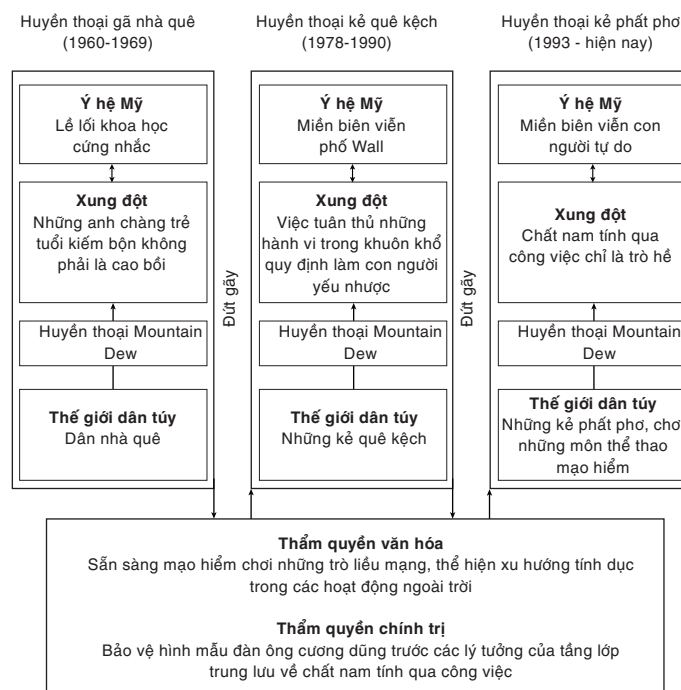 Huyền thoại gã nhà quê
(1960-1969)
Ý hệ Mỹ
Lề lối khoa học
cứng nhắc
Xung đột
Những anh chàng trẻ
tuổi kiếm bộn không
phải là cao bồi
Huyền thoại Mountain
Dew
Thế giới dân túy
Dân nhà quê
Đứt gãy
Huyền thoại kẻ quê kệch
(1978-1990)
Ý hệ Mỹ
Miền biên viễn
phố Wall
Xung đột
Việc tuân thủ những
hành vi trong khuôn khổ
quy định làm con người
yếu nhược
Huyền thoại Mountain
Dew
Thế giới dân túy
Những kẻ quê kệch
Đứt gãy
Huyền thoại kẻ phất phơ
(1993 - hiện nay)
Ý hệ Mỹ
Miền biên viễn con
người tự do
Xung đột
Chất nam tính qua
công việc chỉ là trò hề
Huyền thoại Mountain
Dew
Thế giới dân túy
Những kẻ phất phơ, chơ
những môn thể thao
mạo hiểm
Thẩm quyền văn hóa
Sẵn sàng mạo hiểm chơi những trò liều mạng, thể hiện xu hướng tính dục
trong các hoạt động ngoài trời
Thẩm quyền chính trị
Bảo vệ hình mẫu đàn ông cương dũng trước các lý tưởng của tầng lớp
trung lưu về chất nam tính qua công việc